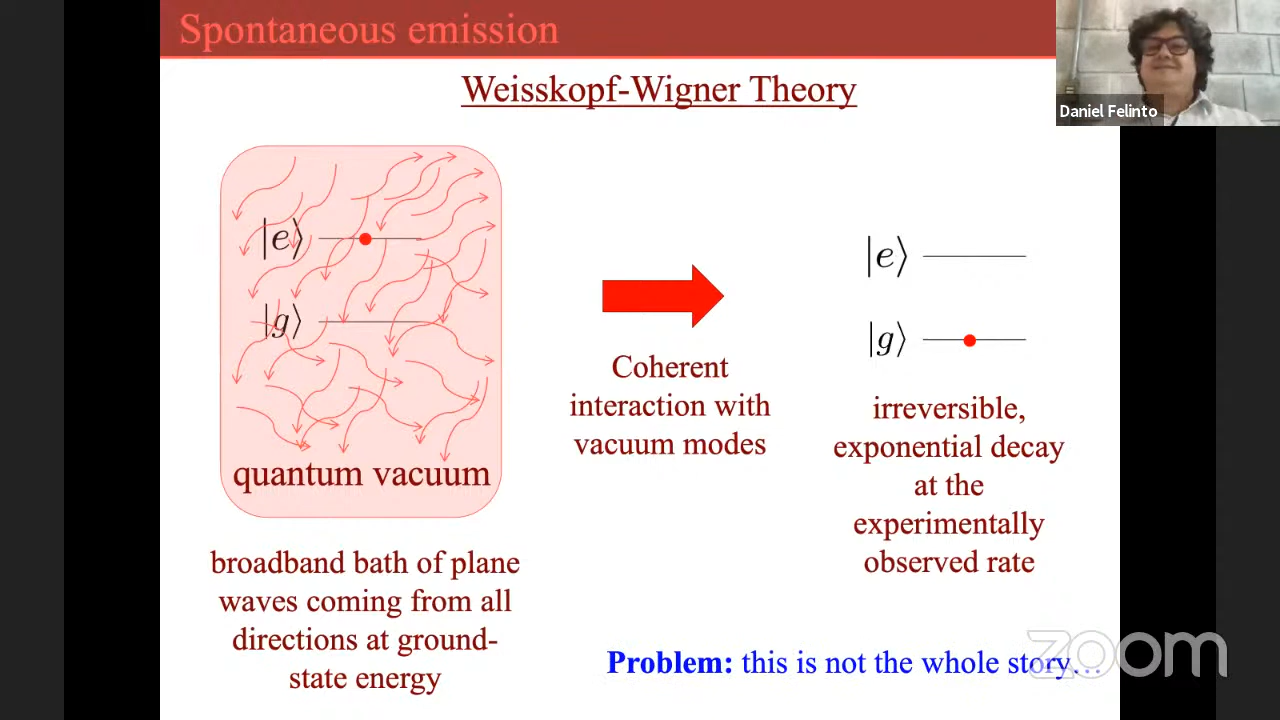 Spontaneous emission
Weisskopf-Wigner Theory
Daniel Felinto
|e⟩
|g⟩
quantum vacuum
broadband bath of plane
waves coming from all
directions at ground-
state energy
Coherent
interaction with
vacuum modes
|e⟩
|g⟩
irreversible,
exponential decay
at the
experimentally
observed rate
Problem: this is not the whole story…
zoom